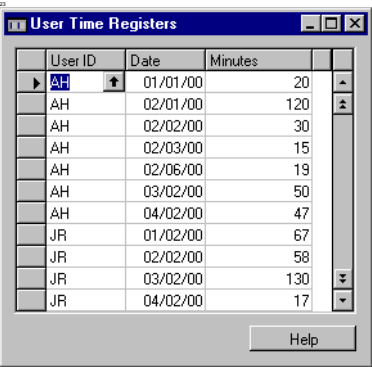 23
User Time Registers
User ID Date Minutes
AH 01/01/00 20
AH 02/01/00 120
AH 02/02/00 30
AH 02/03/00 15
AH 02/06/00 19
AH 03/02/00 50
AH 04/02/00 47
JR 01/02/00 67
JR 02/02/00 58
JR 03/02/00 130
JR 04/02/00 17
Help